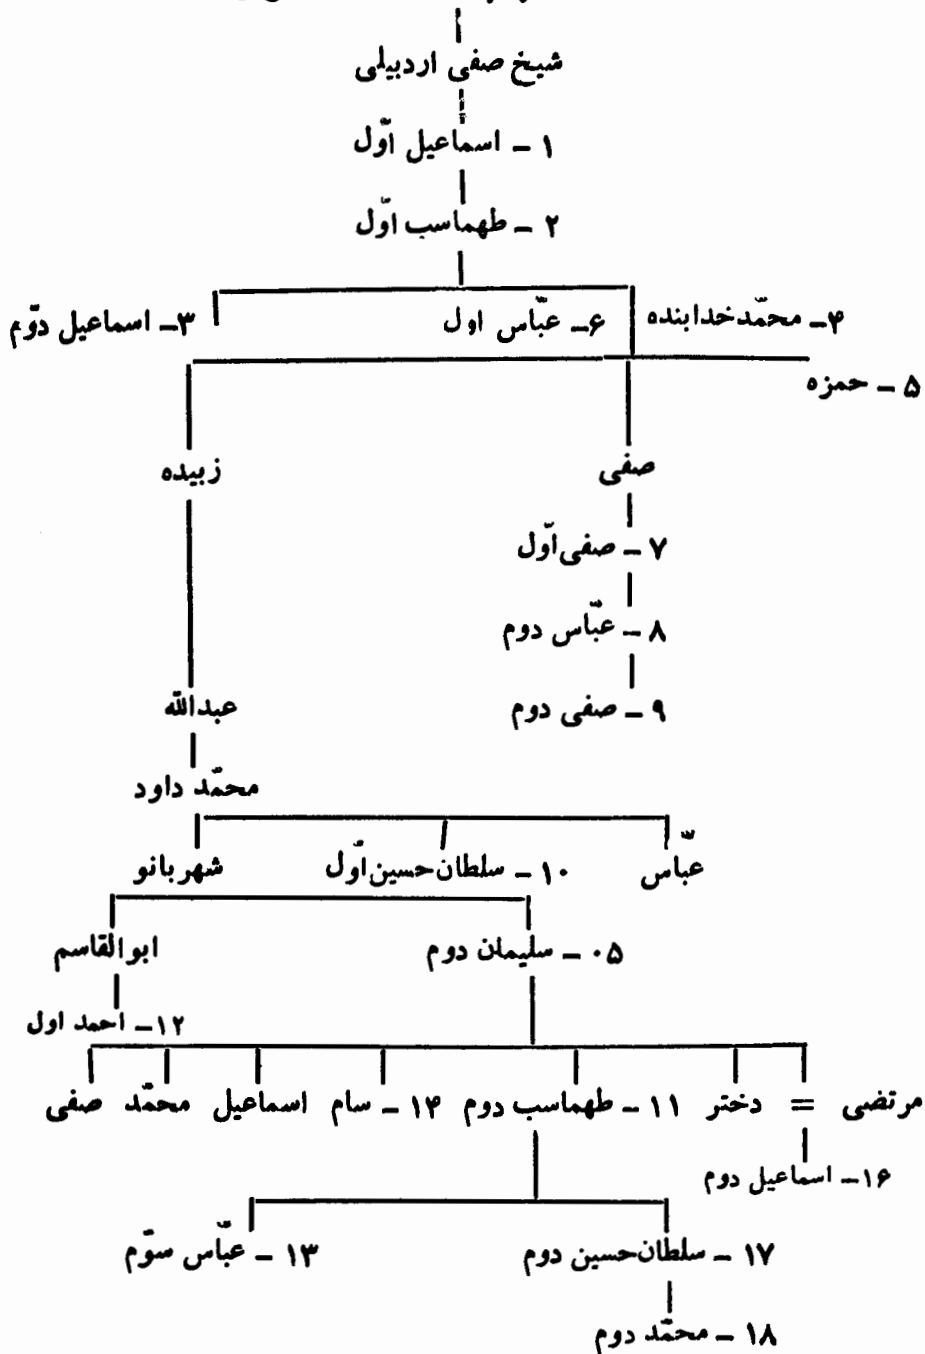 شیخ صفی اردبیلی
۱ – اسماعیل اوّل
۲ – طهماسب اوّل
۴– محمّد خدابنده ۶– عبّاس اول ۳– اسماعیل دوّم
۵ – حمزه
صفی زبیده
۷ – صفی اوّل
۸ – عبّاس دوم
۹ – صفی دوم عبدالله
محمّد داود
عبّاس ۱۰ – سلطان‌حسین اوّل شهربانو
۰۵ – سلیمان دوم ابوالقاسم
۱۲– احمد اول
مرتضی = دختر ۱۱ – طهماسب دوم ۱۴ – سام اسماعیل محمّد صفی
۱۶– اسماعیل دوم
۱۷ – سلطان‌حسین دوم ۱۳ – عبّاس سوّم
۱۸ – محمّد دوم